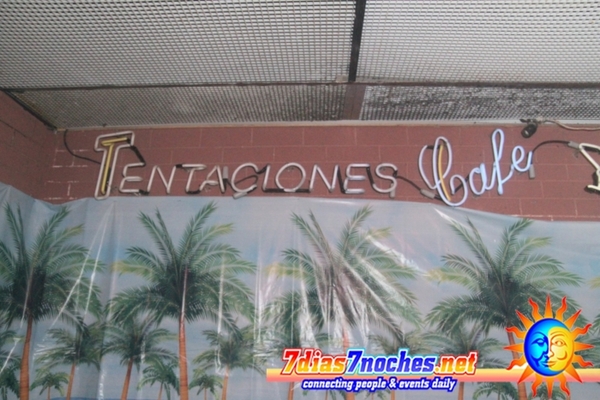 TENTACIONES Cafe
7dias7noches.net
connecting people & events daily